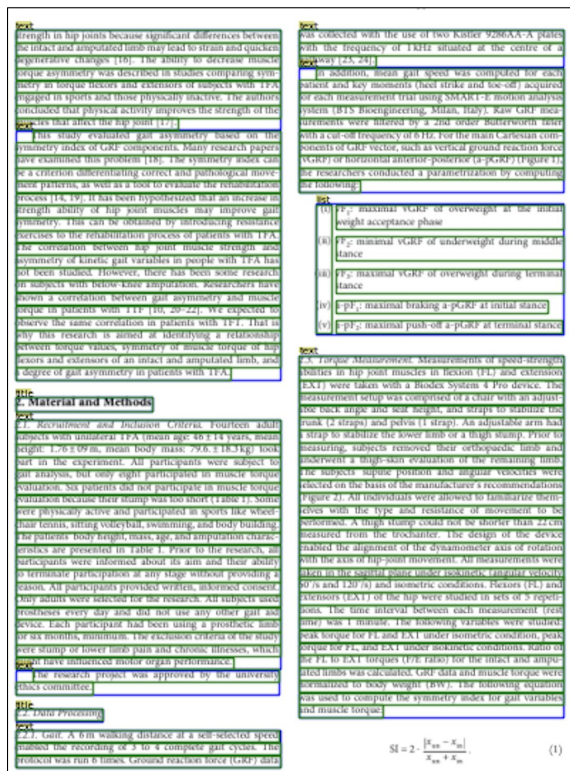 text
strength in hip joints because significant differences between
the intact and amputated limb may lead to strain and quicken
degenerative changes [16]. The ability to decrease muscle
torque asymmetry was described in studies comparing sym-
metry in torque flexors and extensors of subjects with TFA
engaged in sports and those physically inactive. The authors
concluded that physical activity improves the strength of the
muscles that affect the hip joint [17].
text
This study evaluated gait asymmetry based on the
symmetry index of GRF components. Many research papers
have examined this problem [18]. The symmetry index can
be a criterion differentiating correct and pathological move-
ment patterns, as well as a tool to evaluate the rehabilitation
process [14, 19]. It has been hypothesized that an increase in
strength ability of hip joint muscles may improve gait
symmetry. This can be obtained by introducing resistance
exercises to the rehabilitation process of patients with TFA.
The correlation between hip joint muscle strength and
asymmetry of kinetic gait variables in people with TFA has
not been studied. However, there has been some research
in subjects with below-knee amputation. Researchers have
shown a correlation between gait asymmetry and muscle
torque in patients with TTF [10, 20–22]. We expected to
observe the same correlation in patients with TFT. That is
why this research is aimed at identifying a relationship
between torque values, symmetry of muscle torque of hip
flexors and extensors of an intact and amputated limb, and
a degree of gait asymmetry in patients with TFA.
title
2. Material and Methods
text
2.1. Recruitment and Inclusion Criteria. Fourteen adult
subjects with unilateral TFA (mean age: 46 ± 14 years, mean
height: 1.76 ± 09 m, mean body mass: 79.6. ± 18.3 kg) took
part in the experiment. All participants were subject to
gait analysis, but only eight participated in muscle torque
evaluation. Six patients did not participate in muscle torque
evaluation because their stump was too short (Table 1). Some
were physically active and participated in sports like wheel-
chair tennis, sitting volleyball, swimming, and body building.
The patients' body height, mass, age, and amputation charac-
teristics are presented in Table 1. Prior to the research, all
participants were informed about its aim and their ability
to terminate participation at any stage without providing a
reason. All participants provided written, informed consent.
Only adults were selected for the research. All subjects used
prostheses every day and did not use any other gait aid
device. Each participant had been using a prosthetic limb
for six months, minimum. The exclusion criteria of the study
were stump or lower limb pain and chronic illnesses, which
might have influenced motor organ performance.
text
The research project was approved by the university
ethics committee.
title
2.2. Data Processing
text
2.2.1. Gait. A 6 m walking distance at a self-selected speed
enabled the recording of 3 to 4 complete gait cycles. The
protocol was run 6 times. Ground reaction force (GRF) data
text
was collected with the use of two Kistler 9286AA-A plates
with the frequency of 1 kHz situated at the centre of a
walkway [23, 24].
text
In addition, mean gait speed was computed for each
patient and key moments (heel strike and toe-off) acquired
for each measurement trial using SMART-E motion analysis
system (BTS Bioengineering, Milan, Italy). Raw GRF mea-
surements were filtered by a 2nd order Butterworth filter
with a cut-off frequency of 6 Hz. For the main Cartesian com-
ponents of GRF vector, such as vertical ground reaction force
(vGRF) or horizontal anterior-posterior (a-pGRF) (Figure 1),
the researchers conducted a parametrization by computing
the following:
list
(i) vF₁: maximal vGRF of overweight at the initial
weight acceptance phase
(ii) vF₂: minimal vGRF of underweight during middle
stance
(iii) vF₃: maximal vGRF of overweight during terminal
stance
(iv) a-pF₁: maximal braking a-pGRF at initial stance
(v) a-pF₂: maximal push-off a-pGRF at terminal stance
text
2.3. Torque Measurement. Measurements of speed-strength
abilities in hip joint muscles in flexion (FL) and extension
(EXT) were taken with a Biodex System 4 Pro device. The
measurement setup was comprised of a chair with an adjust-
able back angle and seat height, and straps to stabilize the
trunk (2 straps) and pelvis (1 strap). An adjustable arm had
a strap to stabilize the lower limb or a thigh stump. Prior to
measuring, subjects removed their orthopaedic limb and
underwent a thigh-skin evaluation of the remaining limb.
The subjects' supine position and angular velocities were
selected on the basis of the manufacturer's recommendations
(Figure 2). All individuals were allowed to familiarize them-
selves with the type and resistance of movement to be
performed. A thigh stump could not be shorter than 22 cm
measured from the trochanter. The design of the device
enabled the alignment of the dynamometer axis of rotation
with the axis of hip-joint movement. All measurements were
taken in the sagittal plane under isokinetic (angular velocity
60°/s and 120°/s) and isometric conditions. Flexors (FL) and
extensors (EXT) of the hip were studied in sets of 5 repeti-
tions. The time interval between each measurement (rest
time) was 1 minute. The following variables were studied:
peak torque for FL and EXT under isometric condition, peak
torque for FL, and EXT under isokinetic conditions. Ratio of
the FL to EXT torques (F/E ratio) for the intact and ampu-
tated limbs was calculated. GRF data and muscle torque were
normalized to body weight (BW). The following equation
was used to compute the symmetry index for gait variables
and muscle torque:
SI = 2 · |xᵤₙ − xᵢₙ| / xᵤₙ + xᵢₙ . (1)